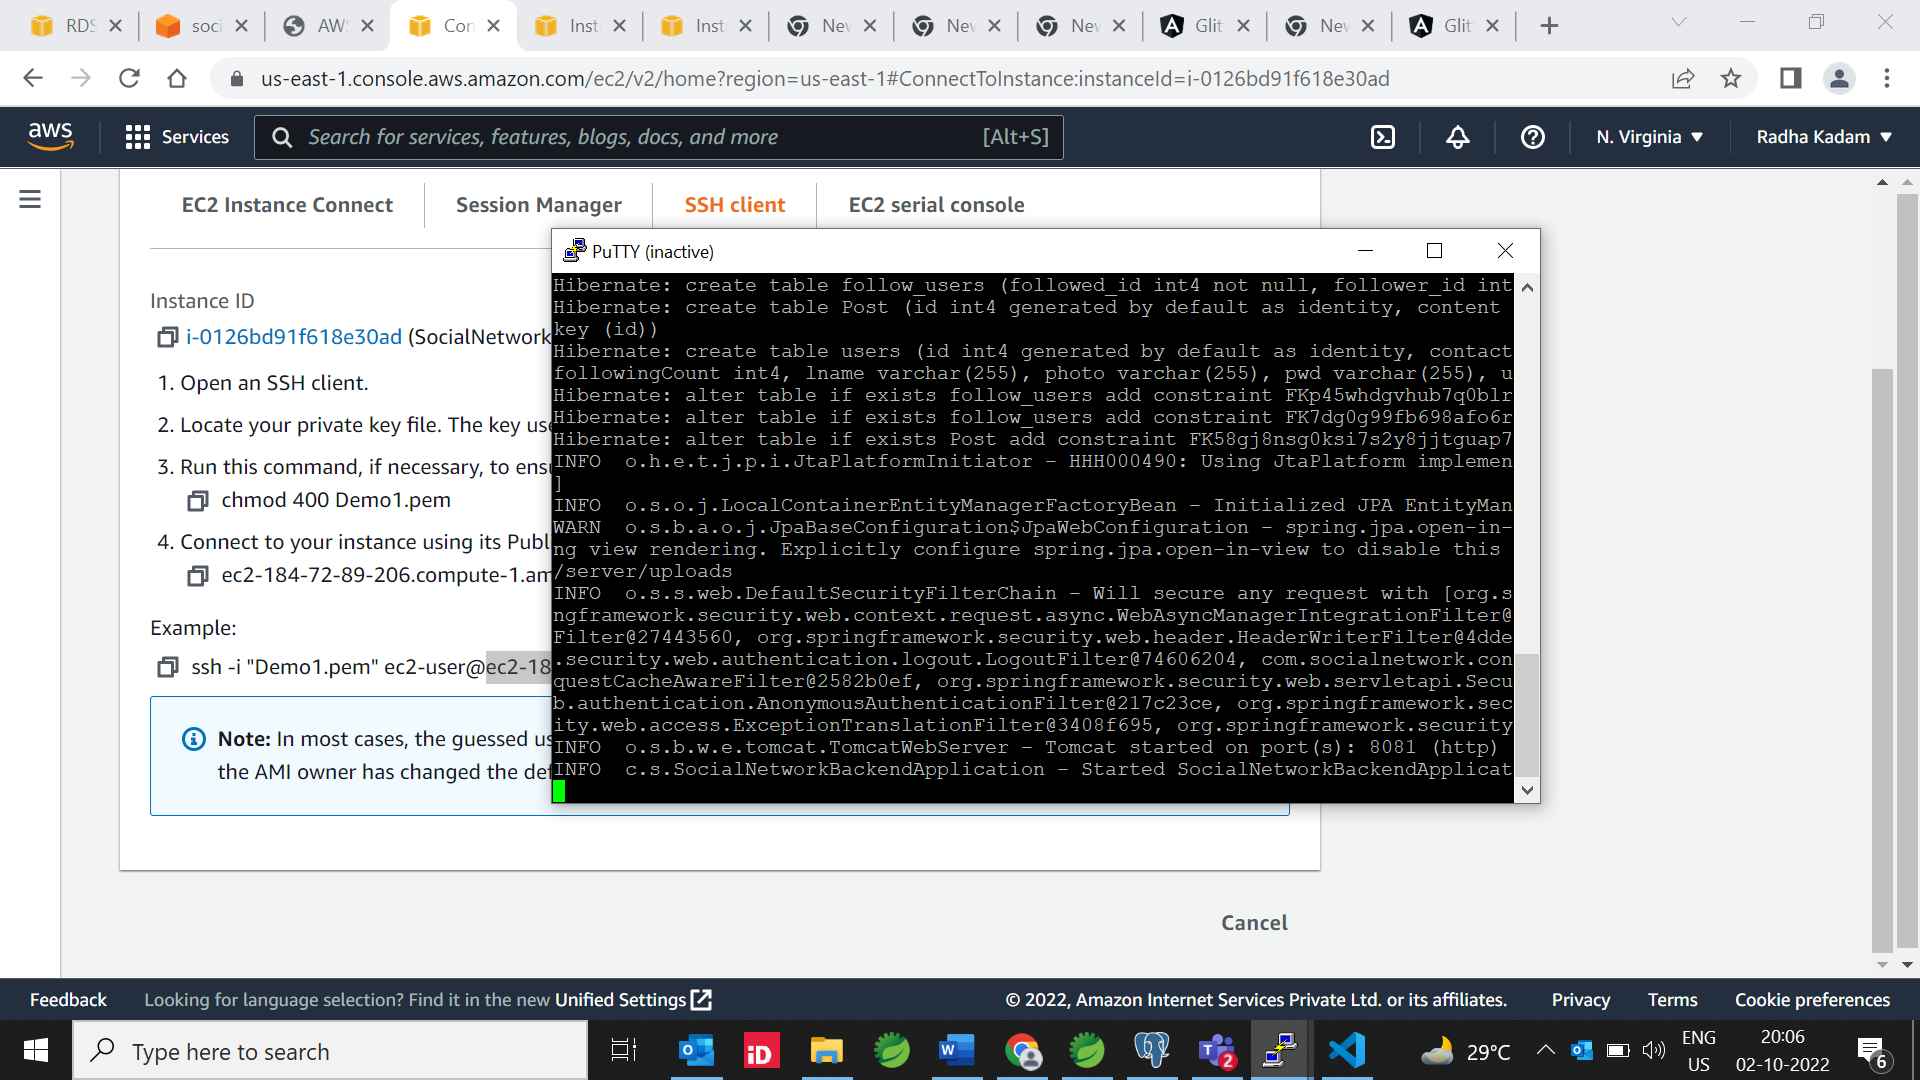 RDS
soci
AWS
Con
Inst
Inst
Nev
Nev
Nev
Glit
Nev
Glit
us-east-1.console.aws.amazon.com/ec2/v2/home?region=us-east-1#ConnectToInstance:instanceId=i-0126bd91f618e30ad
aws
Services
Search for services, features, blogs, docs, and more
[Alt+S]
N. Virginia
Radha Kadam
EC2 Instance Connect
Session Manager
SSH client
EC2 serial console
Instance ID
i-0126bd91f618e30ad (SocialNetwork
1. Open an SSH client.
2. Locate your private key file. The key use
3. Run this command, if necessary, to ensu
chmod 400 Demo1.pem
4. Connect to your instance using its Publ
ec2-184-72-89-206.compute-1.am
Example:
ssh -i "Demo1.pem" ec2-user@ec2-18
Note: In most cases, the guessed us
the AMI owner has changed the def
PuTTY (inactive)
Hibernate: create table follow_users (followed_id int4 not null, follower_id int
Hibernate: create table Post (id int4 generated by default as identity, content
key (id))
Hibernate: create table users (id int4 generated by default as identity, contact
followingCount int4, lname varchar(255), photo varchar(255), pwd varchar(255), u
Hibernate: alter table if exists follow_users add constraint FKp45whdgvhub7q0blr
Hibernate: alter table if exists follow_users add constraint FK7dg0g99fb698afo6r
Hibernate: alter table if exists Post add constraint FK58gj8nsg0ksi7s2y8jjtguap7
INFO  o.h.e.t.j.p.i.JtaPlatformInitiator - HHH000490: Using JtaPlatform implemen
]
INFO  o.s.o.j.LocalContainerEntityManagerFactoryBean - Initialized JPA EntityMan
WARN  o.s.b.a.o.j.JpaBaseConfiguration$JpaWebConfiguration - spring.jpa.open-in-
ng view rendering. Explicitly configure spring.jpa.open-in-view to disable this
/server/uploads
INFO  o.s.s.web.DefaultSecurityFilterChain - Will secure any request with [org.s
ngframework.security.web.context.request.async.WebAsyncManagerIntegrationFilter@
Filter@27443560, org.springframework.security.web.header.HeaderWriterFilter@4dde
.security.web.authentication.logout.LogoutFilter@74606204, com.socialnetwork.con
questCacheAwareFilter@2582b0ef, org.springframework.security.web.servletapi.Secu
b.authentication.AnonymousAuthenticationFilter@217c23ce, org.springframework.sec
ity.web.access.ExceptionTranslationFilter@3408f695, org.springframework.security
INFO  o.s.b.w.e.tomcat.TomcatWebServer - Tomcat started on port(s): 8081 (http)
INFO  c.s.SocialNetworkBackendApplication - Started SocialNetworkBackendApplicat
Cancel
Feedback
Looking for language selection? Find it in the new Unified Settings
© 2022, Amazon Internet Services Private Ltd. or its affiliates.
Privacy
Terms
Cookie preferences
Type here to search
iD
2
29°C
ENG
US
20:06
02-10-2022
6